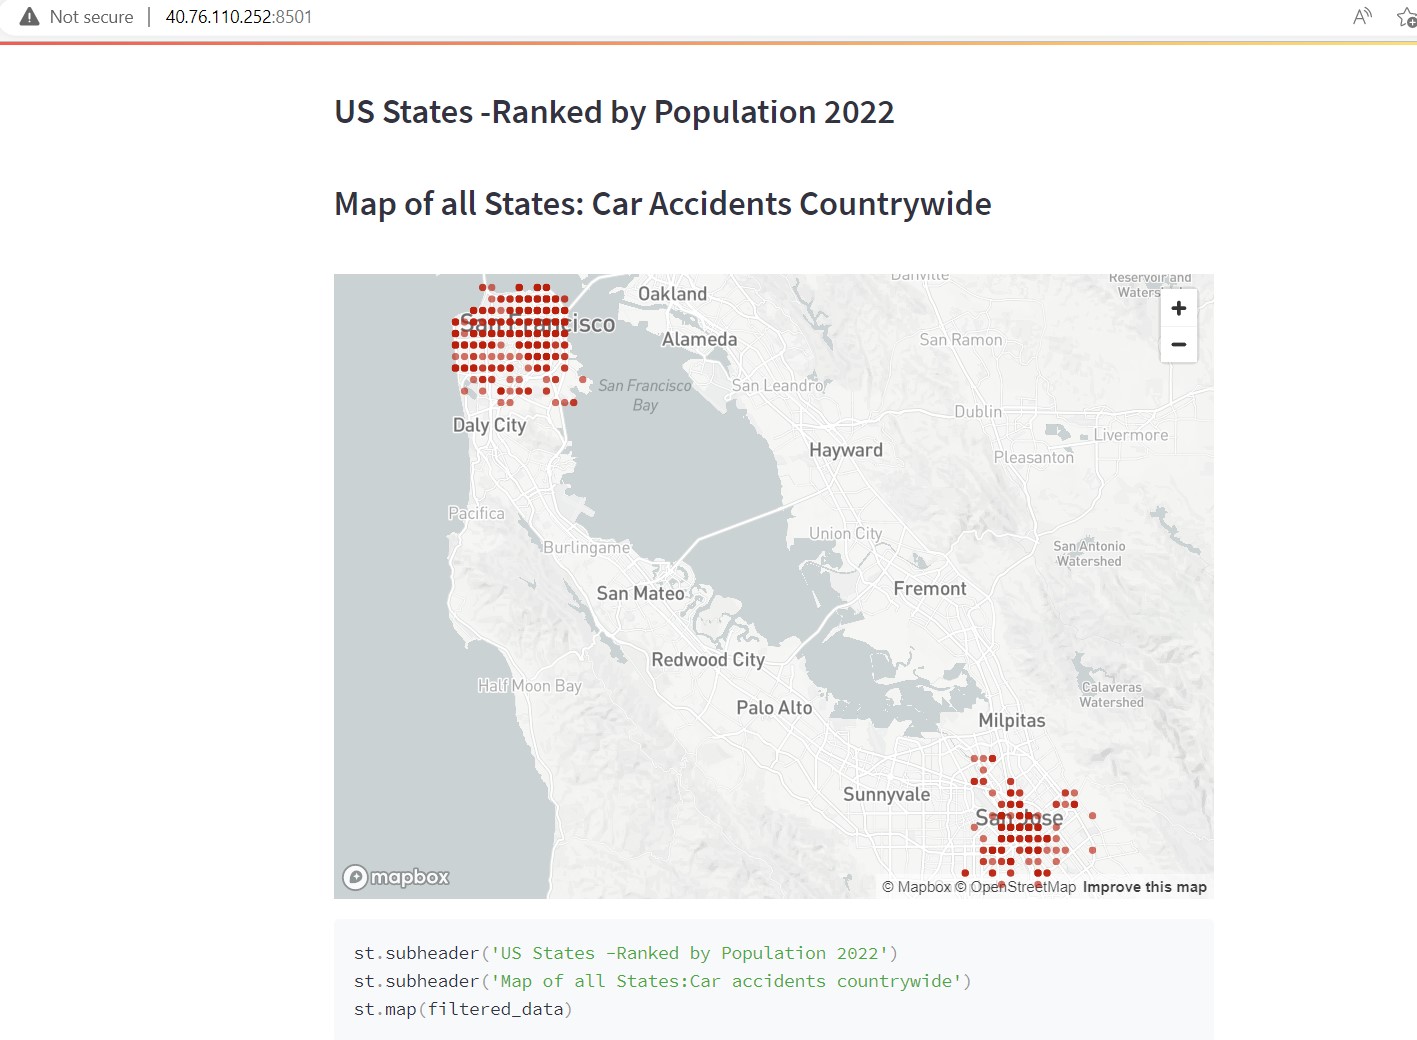 Not secure | 40.76.110.252:8501
US States -Ranked by Population 2022
Map of all States: Car Accidents Countrywide
Danville
Reservoir and
Waters
Oakland
San Francisco
Alameda
San Ramon
San Francisco
Bay
San Leandro
Dublin
Daly City
Livermore
Hayward
Pleasanton
Pacifica
Union City
Burlingame
San Antonio
Watershed
San Mateo
Fremont
Redwood City
Half Moon Bay
Calaveras
Watershed
Palo Alto
Milpitas
Sunnyvale
San Jose
mapbox
© Mapbox © OpenStreetMap Improve this map
st.subheader('US States -Ranked by Population 2022')
st.subheader('Map of all States:Car accidents countrywide')
st.map(filtered_data)